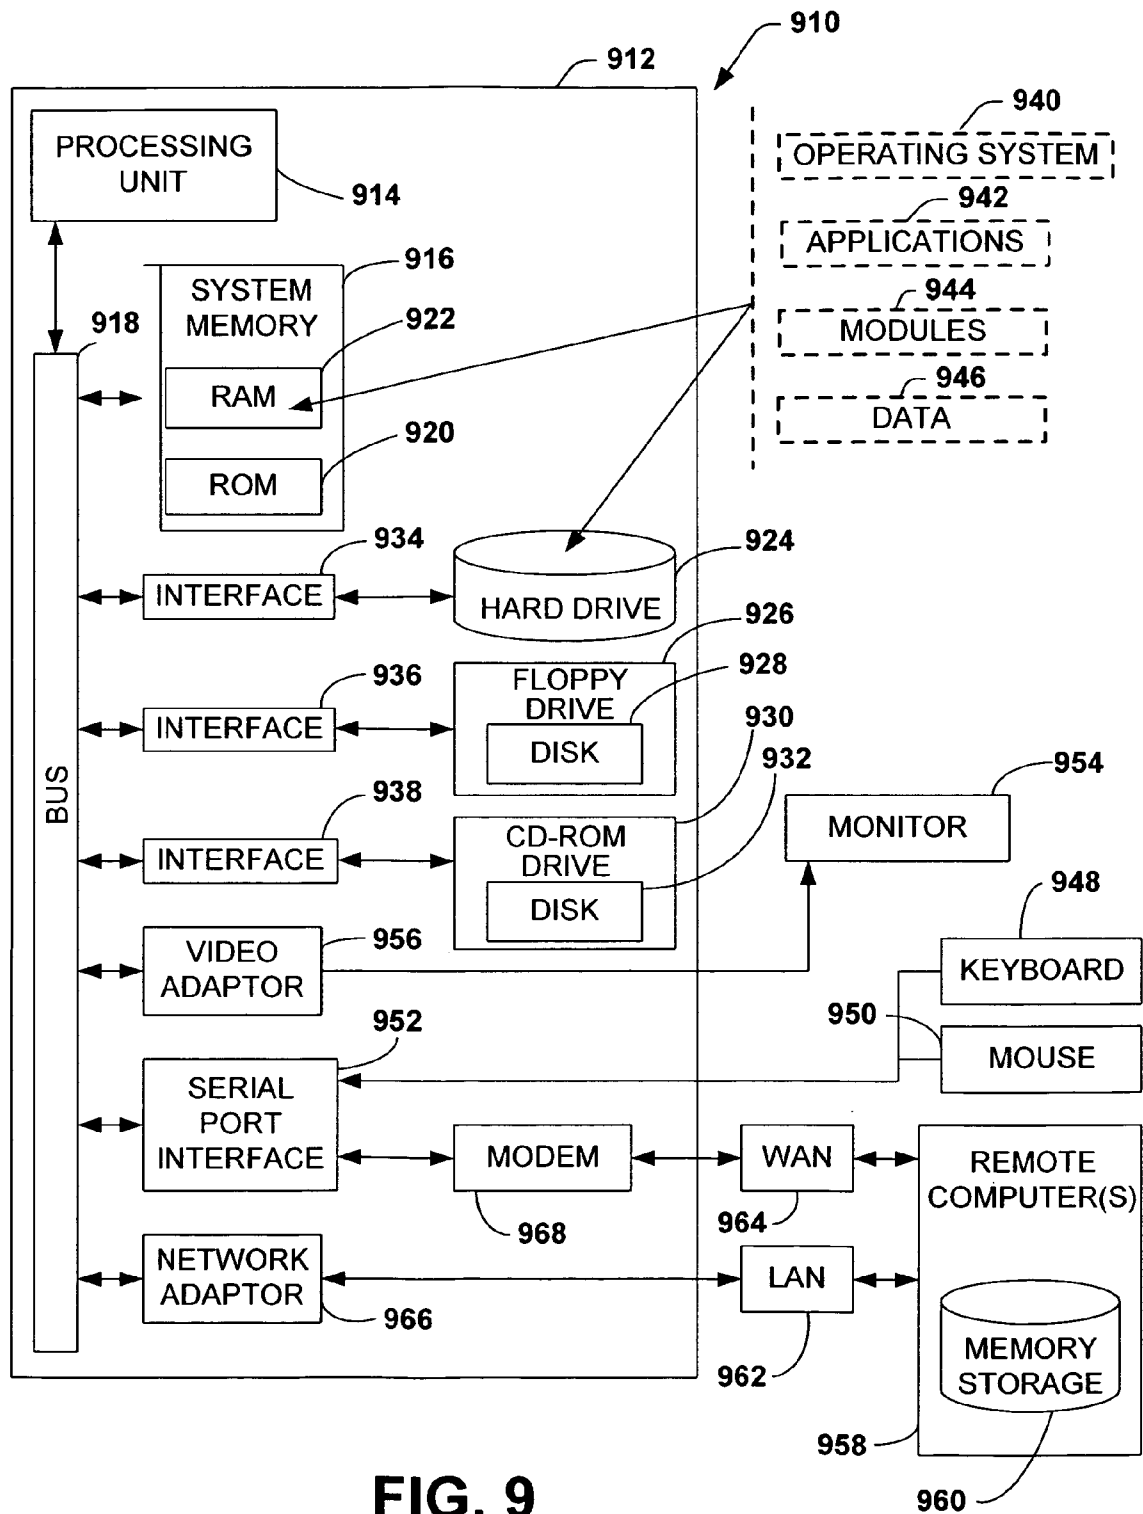 910
912
940
PROCESSING
UNIT
OPERATING SYSTEM
914
942
APPLICATIONS
916
SYSTEM
MEMORY
944
918
922
MODULES
946
RAM
DATA
920
ROM
934
924
INTERFACE
HARD DRIVE
926
936
928
FLOPPY
DRIVE
930
INTERFACE
DISK
932
954
BUS
938
MONITOR
CD-ROM
DRIVE
INTERFACE
948
DISK
956
VIDEO
ADAPTOR
KEYBOARD
950
952
MOUSE
SERIAL
PORT
INTERFACE
MODEM
WAN
REMOTE
COMPUTER(S)
968
964
NETWORK
ADAPTOR
LAN
966
962
MEMORY
STORAGE
958
960
FIG. 9